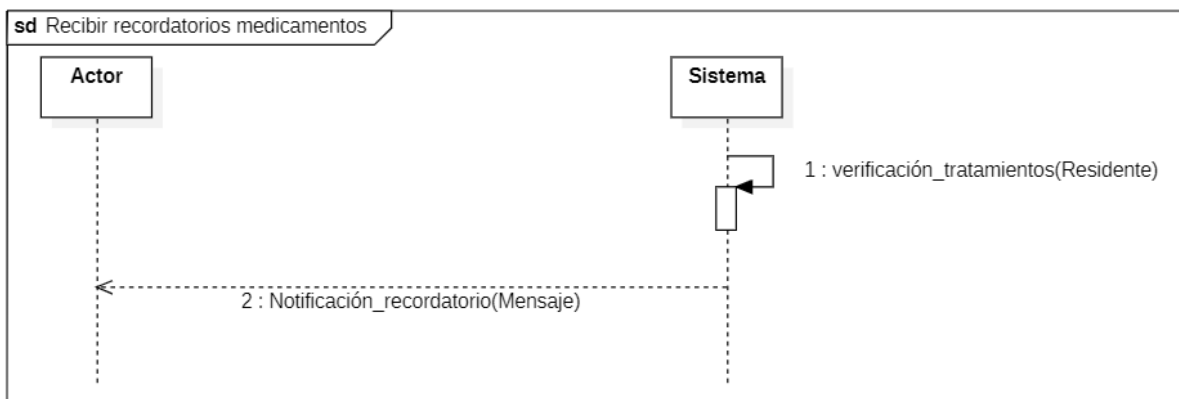 sd Recibir recordatorios medicamentos
Actor
Sistema
1 : verificación_tratamientos(Residente)
2 : Notificación_recordatorio(Mensaje)